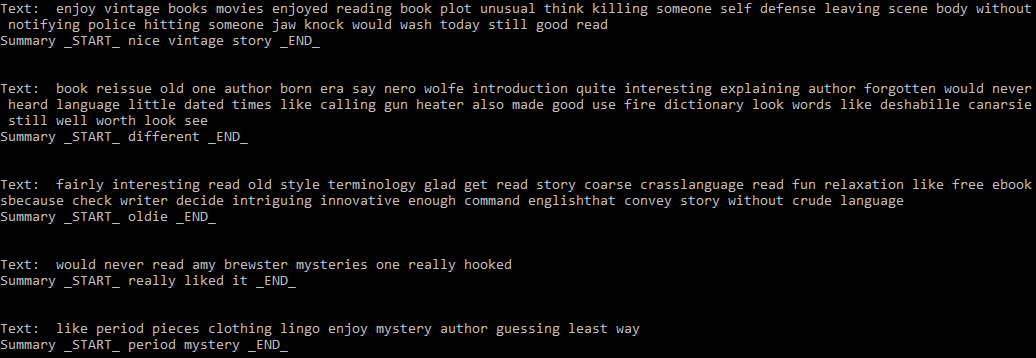 Text:  enjoy vintage books movies enjoyed reading book plot unusual think killing someone self defense leaving scene body without
 notifying police hitting someone jaw knock would wash today still good read
Summary _START_ nice vintage story _END_
Text:  book reissue old one author born era say nero wolfe introduction quite interesting explaining author forgotten would never
 heard language little dated times like calling gun heater also made good use fire dictionary look words like deshabille canarsie
 still well worth look see
Summary _START_ different _END_
Text:  fairly interesting read old style terminology glad get read story coarse crasslanguage read fun relaxation like free ebook
sbecause check writer decide intriguing innovative enough command englishthat convey story without crude language
Summary _START_ oldie _END_
Text:  would never read amy brewster mysteries one really hooked
Summary _START_ really liked it _END_
Text:  like period pieces clothing lingo enjoy mystery author guessing least way
Summary _START_ period mystery _END_